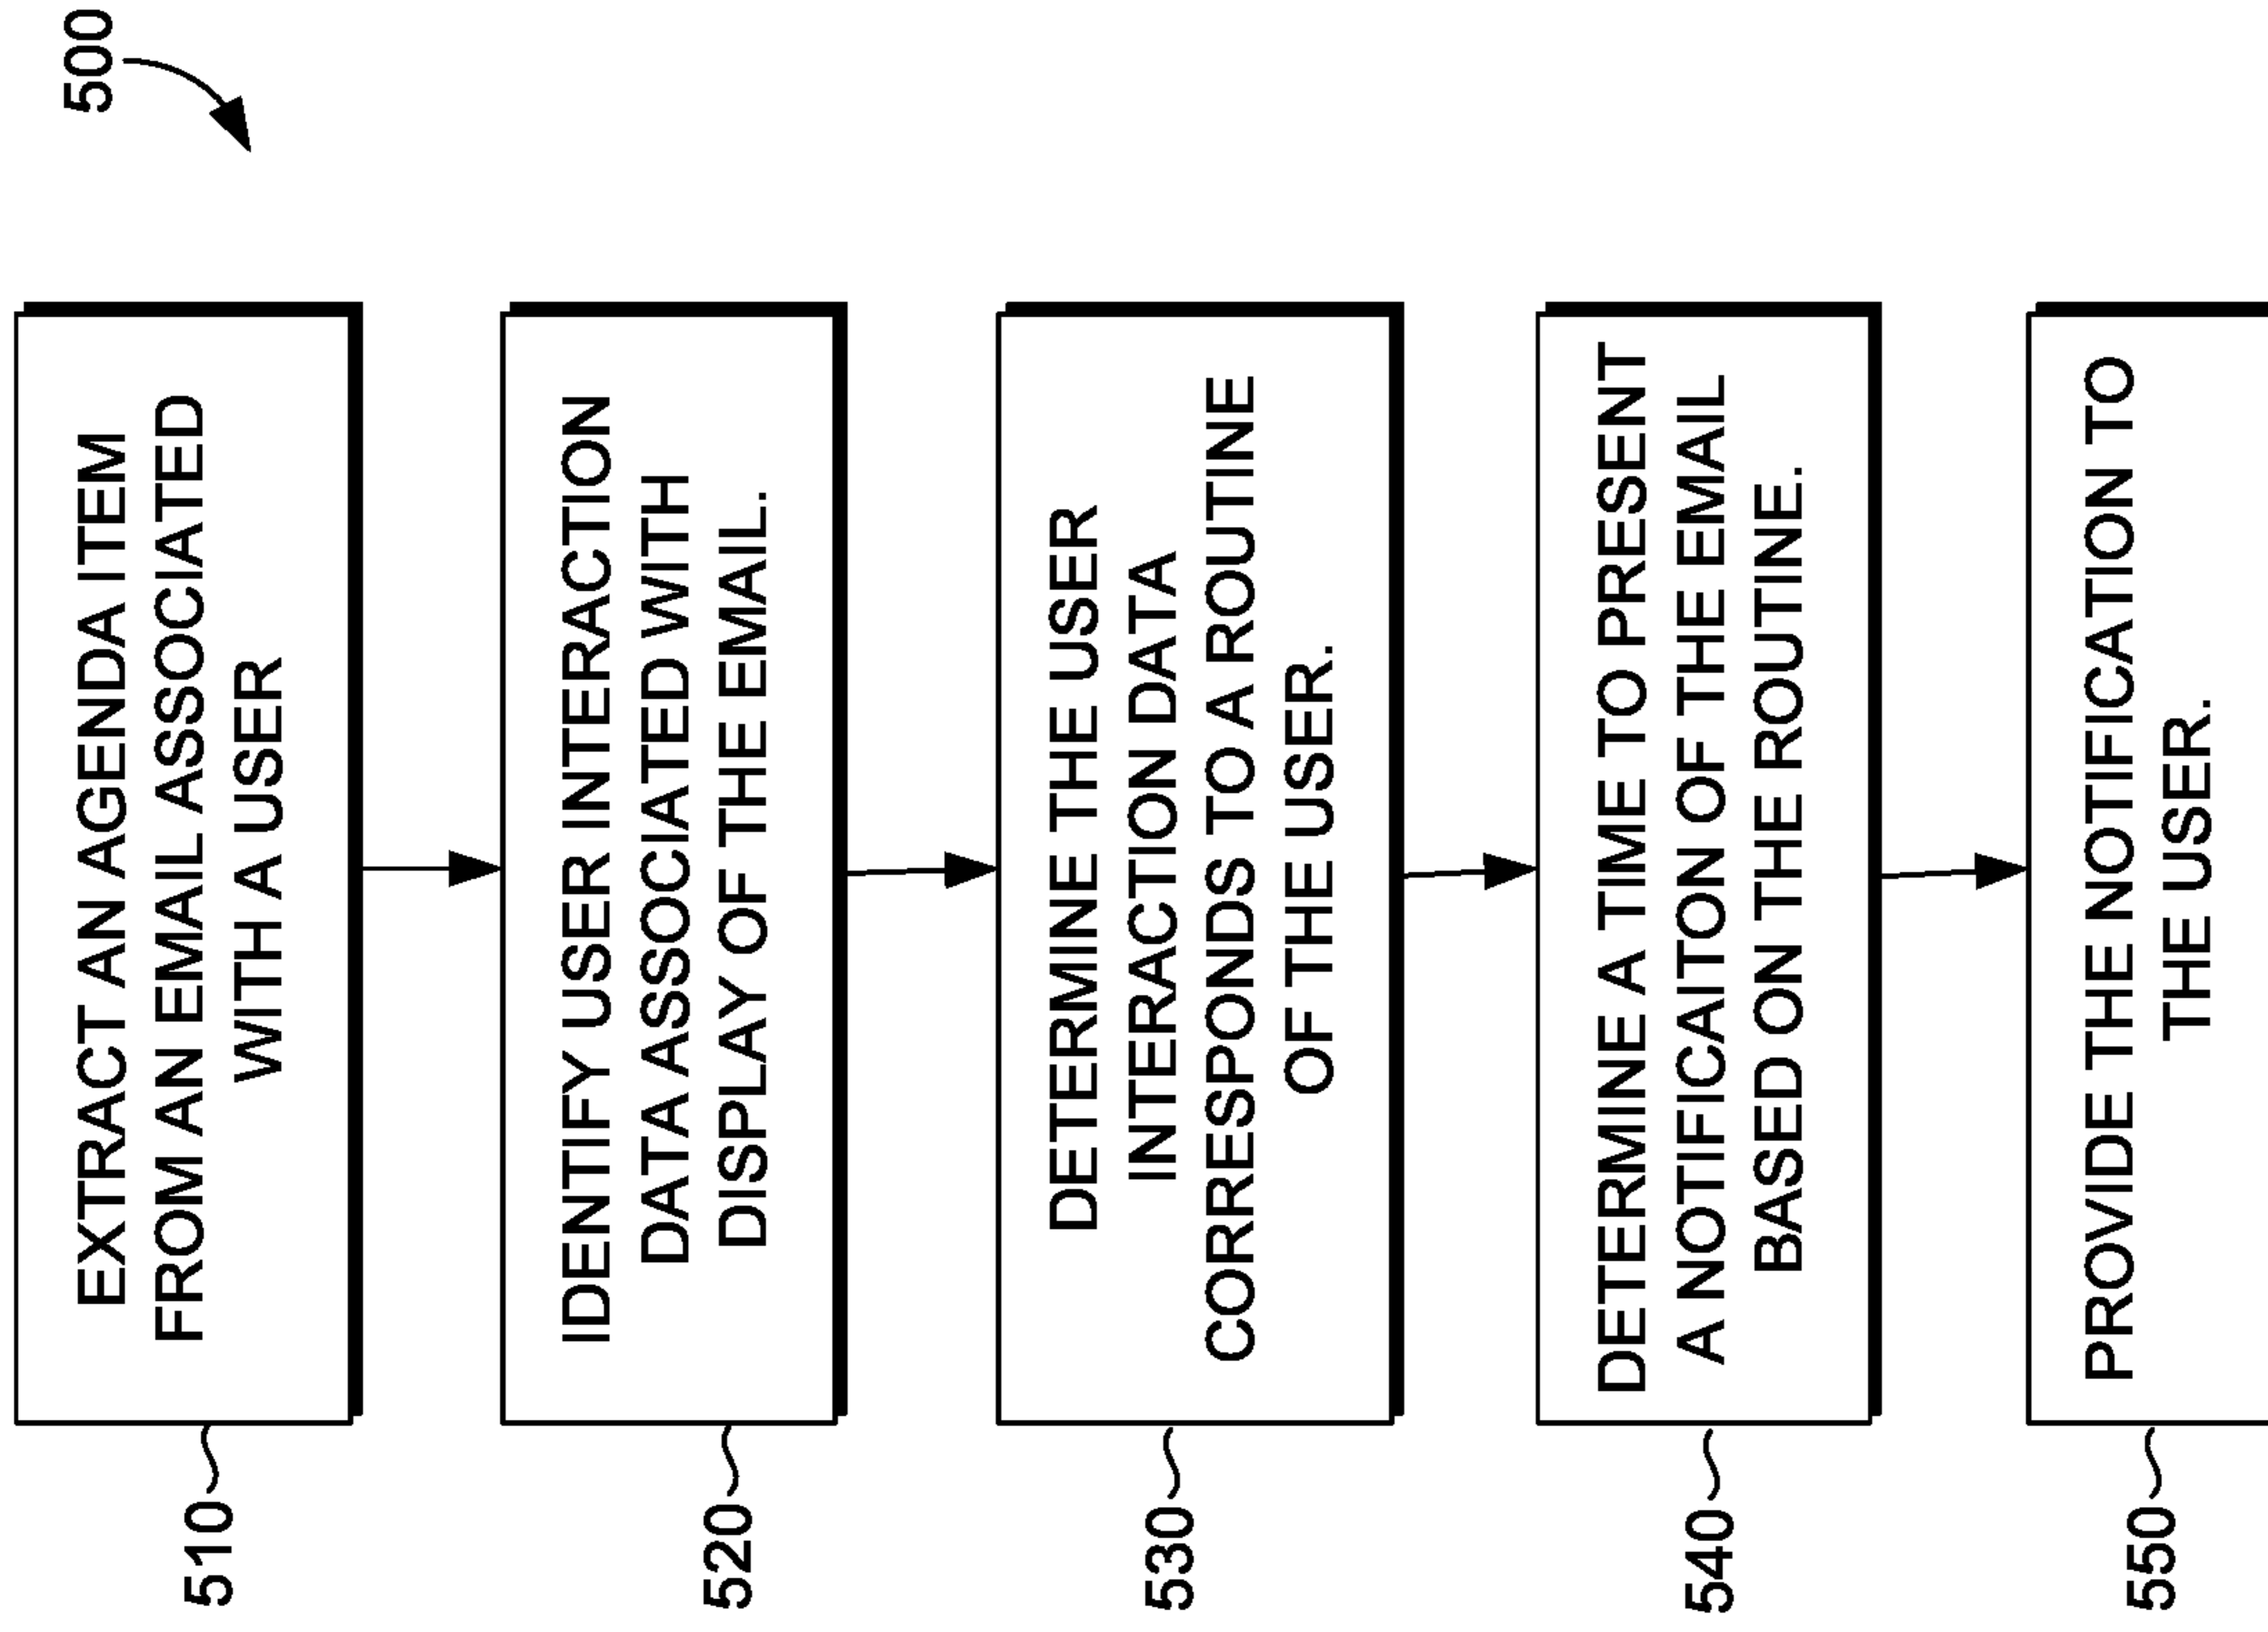 500
EXTRACT AN AGENDA ITEM
FROM AN EMAIL ASSOCIATED
WITH A USER
510
IDENTIFY USER INTERACTION
DATA ASSOCIATED WITH
DISPLAY OF THE EMAIL.
520
DETERMINE THE USER
INTERACTION DATA
CORRESPONDS TO A ROUTINE
OF THE USER.
530
DETERMINE A TIME TO PRESENT
A NOTIFICAITON OF THE EMAIL
BASED ON THE ROUTINE.
540
PROVIDE THE NOTIFICATION TO
THE USER.
550